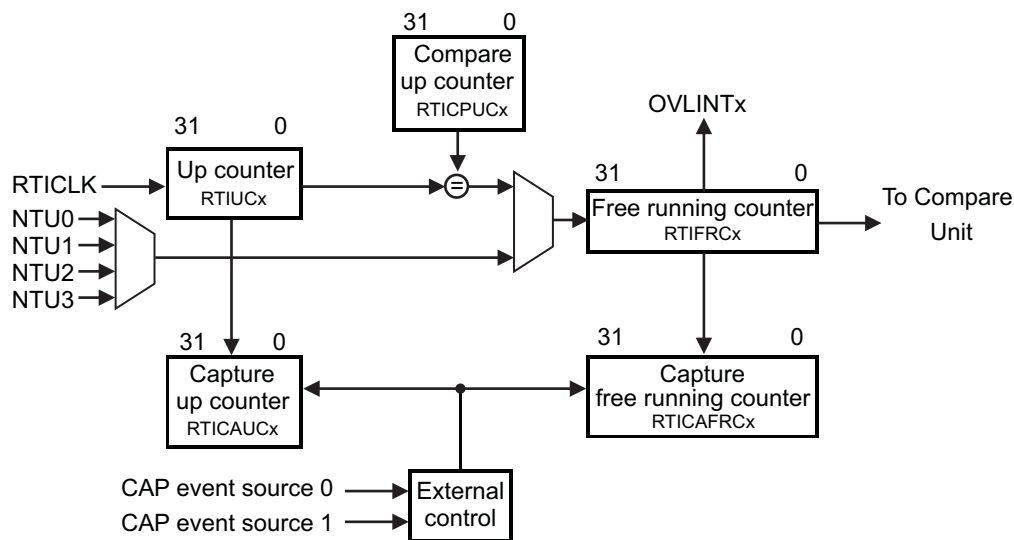 31 0
Compare
up counter
RTICPUCx
OVLINTx
31 0
RTICLK
Up counter
RTIUCx
=
31 0
Free running counter
RTIFRCx
To Compare
Unit
NTU0
NTU1
NTU2
NTU3
31 0
Capture
up counter
RTICAUCx
31 0
Capture
free running counter
RTICAFRCx
CAP event source 0
CAP event source 1
External
control